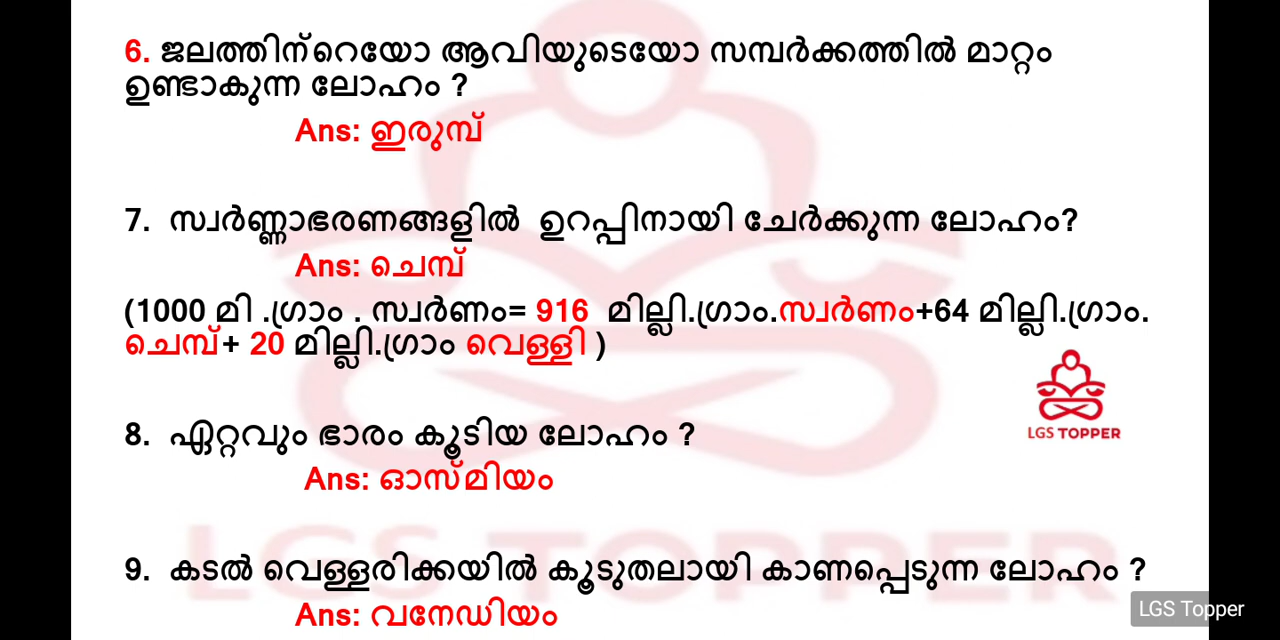 6. ജലത്തിന്റെയോ ആവിയുടെയോ സമ്പർക്കത്തിൽ മാറ്റം
ഉണ്ടാകുന്ന ലോഹം ?
Ans: ഇരുമ്പ്
7. സ്വർണ്ണാഭരണങ്ങളിൽ ഉറപ്പിനായി ചേർക്കുന്ന ലോഹം?
Ans: ചെമ്പ്
(1000 മി .ഗ്രാം . സ്വർണം= 916 മില്ലി.ഗ്രാം.സ്വർണം+64 മില്ലി.ഗ്രാം.
ചെമ്പ്+ 20 മില്ലി.ഗ്രാം വെള്ളി )
LGS TOPPER
8. ഏറ്റവും ഭാരം കൂടിയ ലോഹം ?
Ans: ഓസ്മിയം
LGS TOPPER
9. കടൽ വെള്ളരിക്കയിൽ കൂടുതലായി കാണപ്പെടുന്ന ലോഹം ?
Ans: വനേഡിയം
LGS Topper